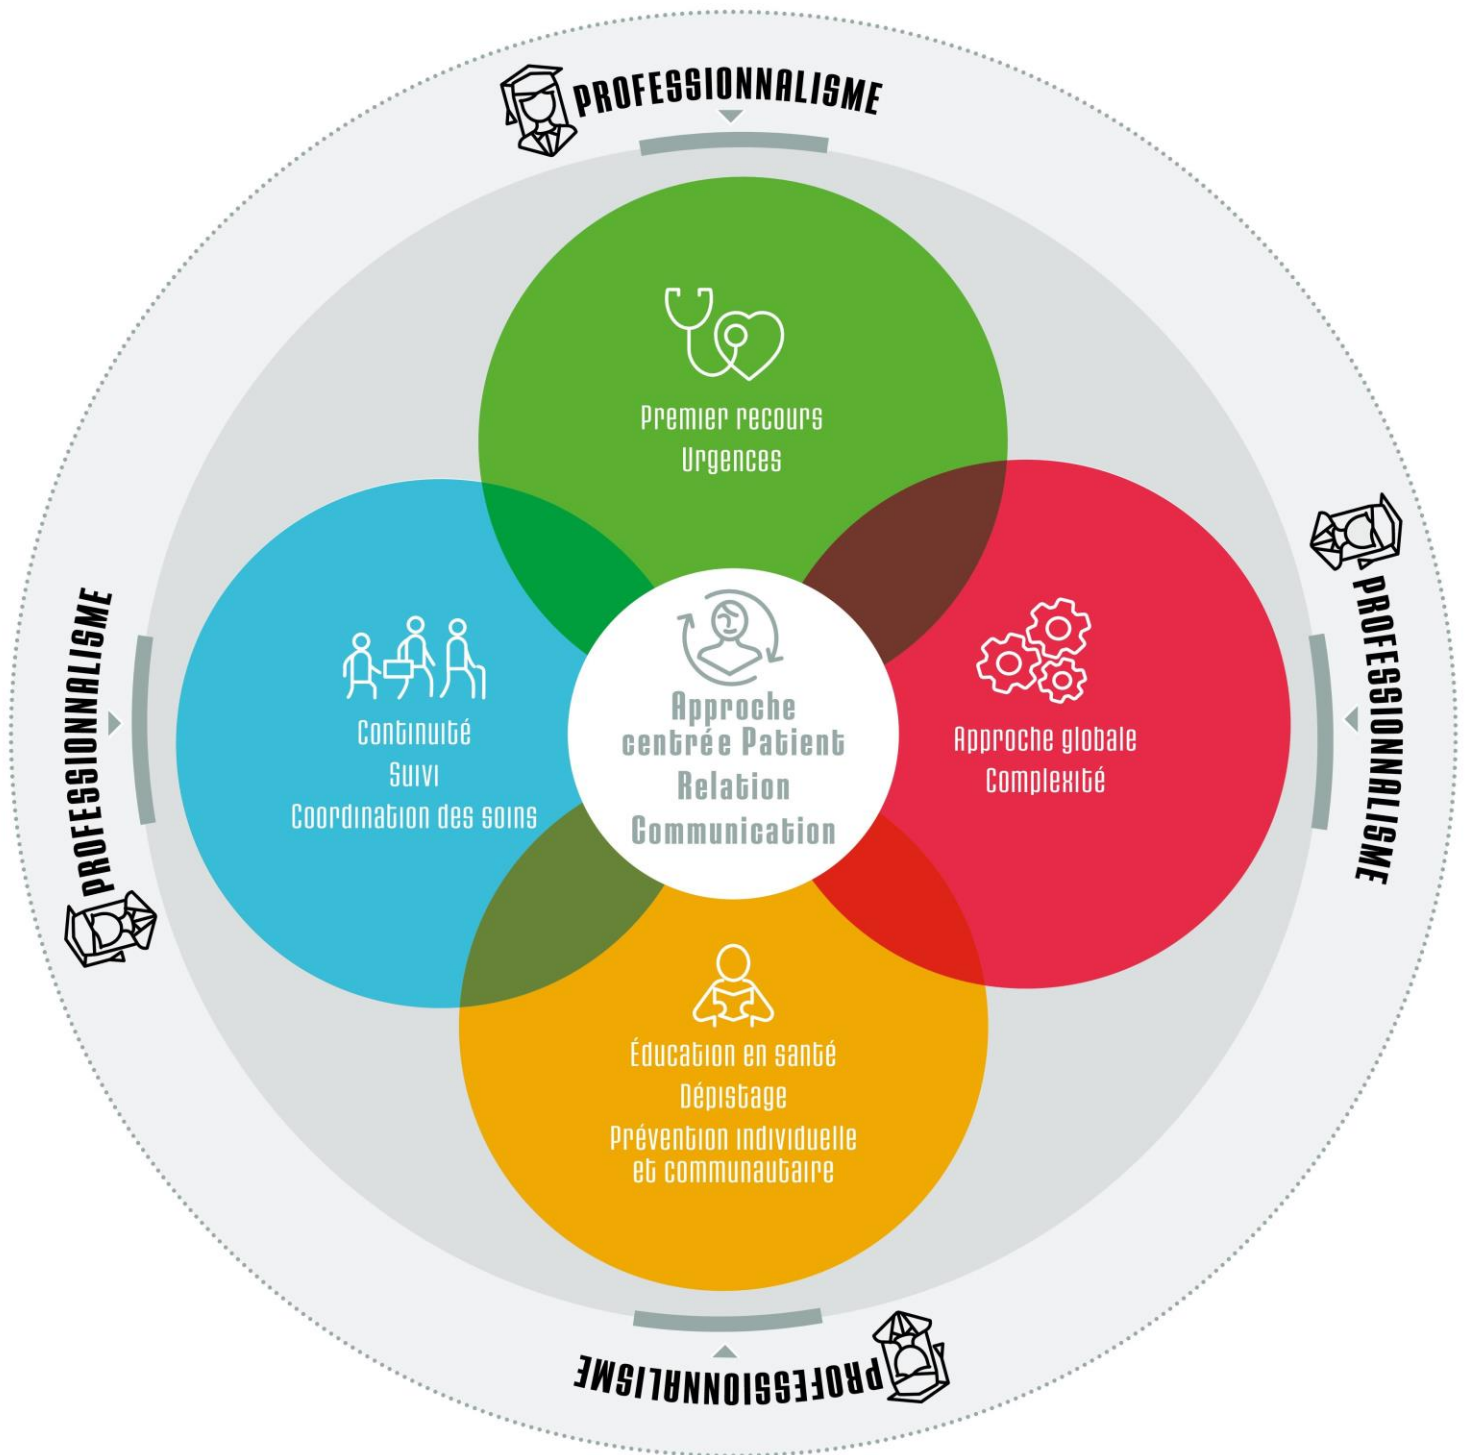 PROFESSIONNALISME
Premier recours
Urgences
PROFESSIONNALISME
Continuité
Suivi
Coordination des soins
Approche
centrée Patient
Relation
Communication
Approche globale
Complexité
PROFESSIONNALISME
Éducation en santé
Dépistage
Prévention individuelle
et communautaire
PROFESSIONNALISME